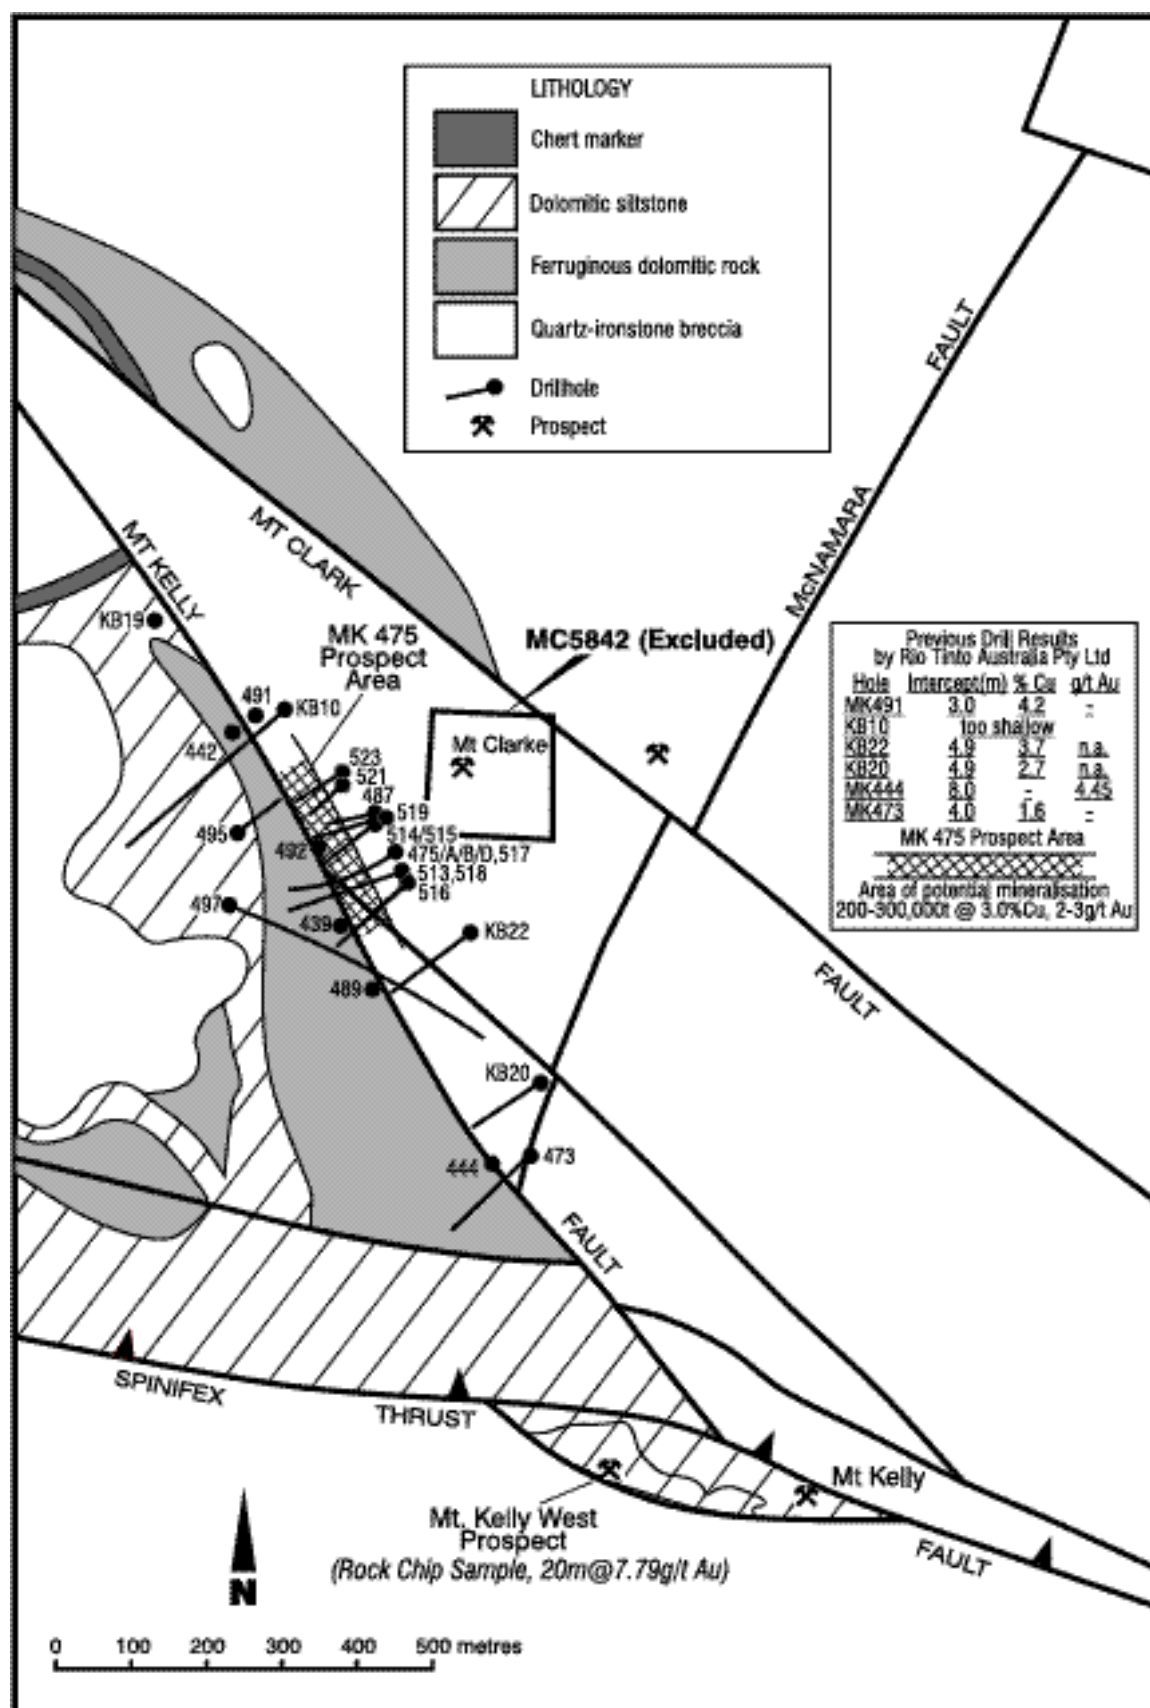 LITHOLOGY
Chert marker
Dolomitic siltstone
Ferruginous dolomitic rock
Quartz-ironstone breccia
Drillhole
Prospect
FAULT
McNAMARA
MT CLARK
FAULT
MT KELLY
FAULT
KB19
MK 475
Prospect
Area
MC5842 (Excluded)
Mt Clarke
491
KB10
442
523
521
487
519
514/515
495
492
475/A/B/D,517
513,518
516
497
439
KB22
489
KB20
444
473
Previous Drill Results
by Rio Tinto Australia Pty Ltd
Hole Intercept(m) % Cu g/t Au
MK491 3.0 4.2 -
KB10 too shallow
KB22 4.9 3.7 n.a.
KB20 4.9 2.7 n.a.
MK444 8.0 - 4.45
MK473 4.0 1.6 -
MK 475 Prospect Area
Area of potential mineralisation
200-300,000t @ 3.0%Cu, 2-3g/t Au
SPINIFEX
THRUST
Mt Kelly
FAULT
Mt. Kelly West
Prospect
(Rock Chip Sample, 20m@7.79g/t Au)
N
0 100 200 300 400 500 metres